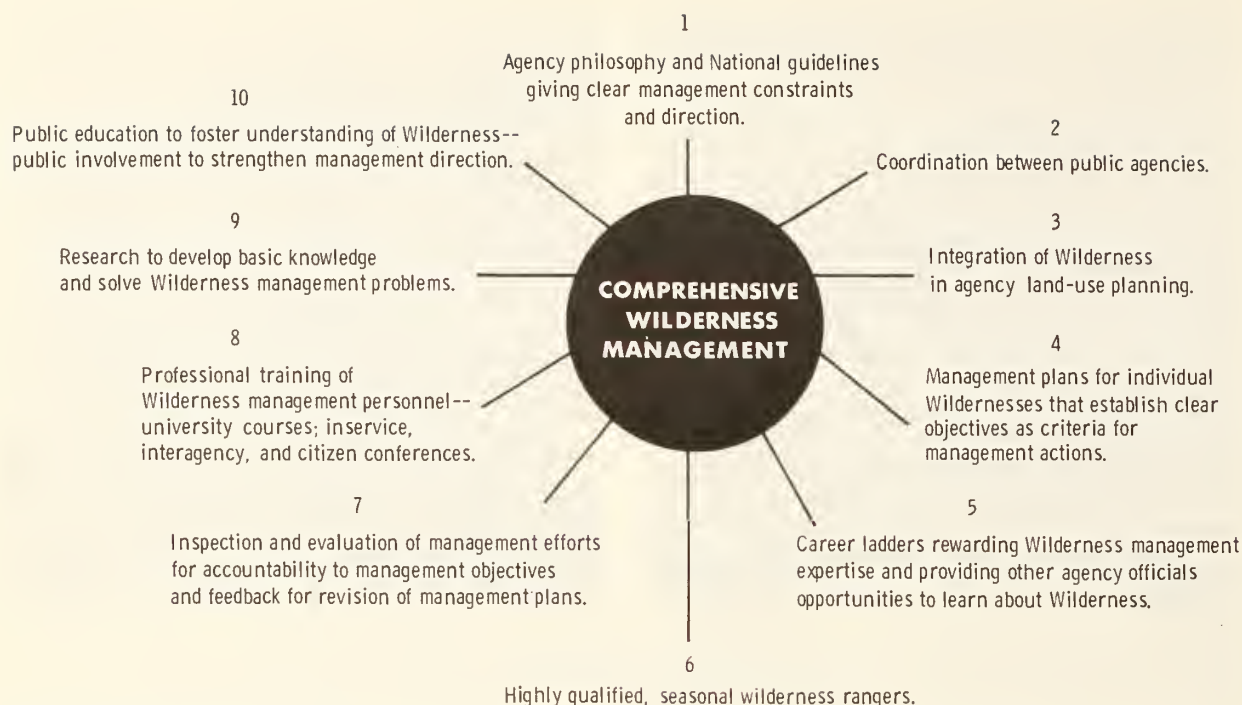 1
Agency philosophy and National guidelines
giving clear management constraints
and direction.
2
Coordination between public agencies.
3
Integration of Wilderness
in agency land-use planning.
4
Management plans for individual
Wildernesses that establish clear
objectives as criteria for
management actions.
5
Career ladders rewarding Wilderness management
expertise and providing other agency officials
opportunities to learn about Wilderness.
6
Highly qualified, seasonal wilderness rangers.
7
Inspection and evaluation of management efforts
for accountability to management objectives
and feedback for revision of management plans.
8
Professional training of
Wilderness management personnel--
university courses; inservice,
interagency, and citizen conferences.
9
Research to develop basic knowledge
and solve Wilderness management problems.
10
Public education to foster understanding of Wilderness--
public involvement to strengthen management direction.
COMPREHENSIVE
WILDERNESS
MANAGEMENT